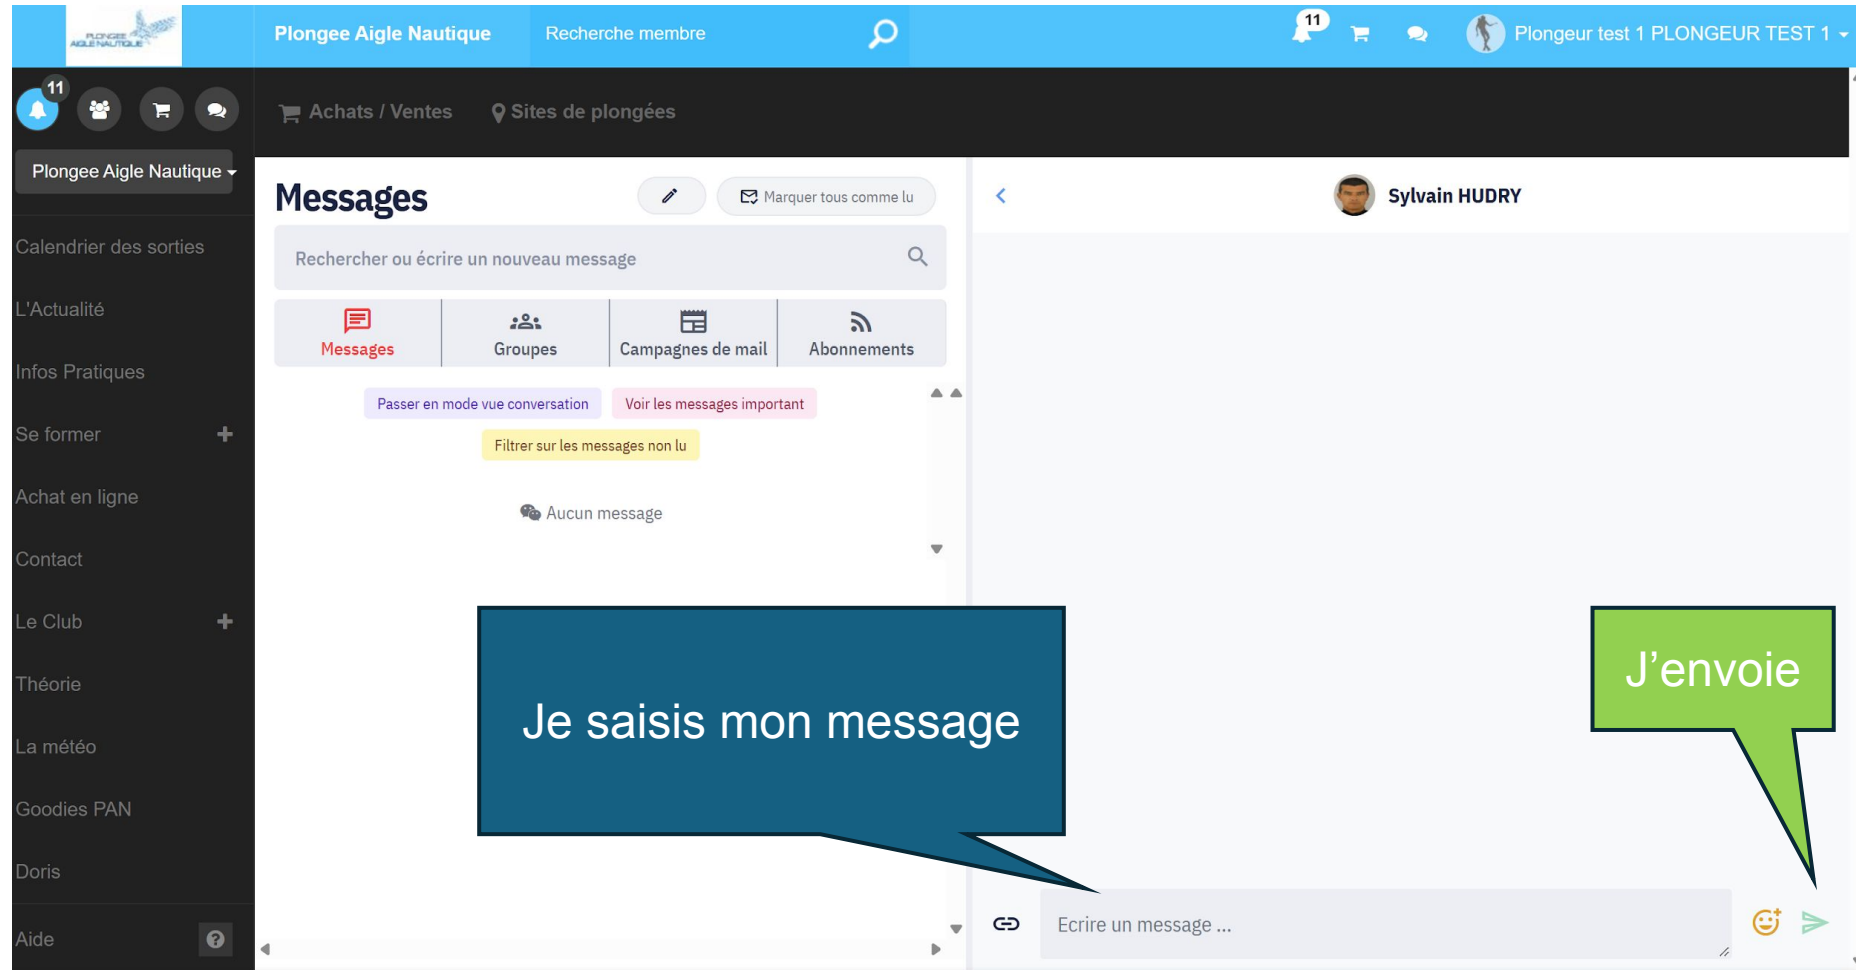 PLONGEE
AIGLE NAUTIQUE
Plongee Aigle Nautique
Recherche membre
11
Plongeur test 1 PLONGEUR TEST 1
11
Achats / Ventes
Sites de plongées
Plongee Aigle Nautique
Calendrier des sorties
L'Actualité
Infos Pratiques
Se former
Achat en ligne
Contact
Le Club
Théorie
La météo
Goodies PAN
Doris
Aide
Messages
Marquer tous comme lu
Rechercher ou écrire un nouveau message
Messages
Groupes
Campagnes de mail
Abonnements
Passer en mode vue conversation
Voir les messages important
Filtrer sur les messages non lu
Aucun message
Sylvain HUDRY
Je saisis mon message
J’envoie
Ecrire un message ...